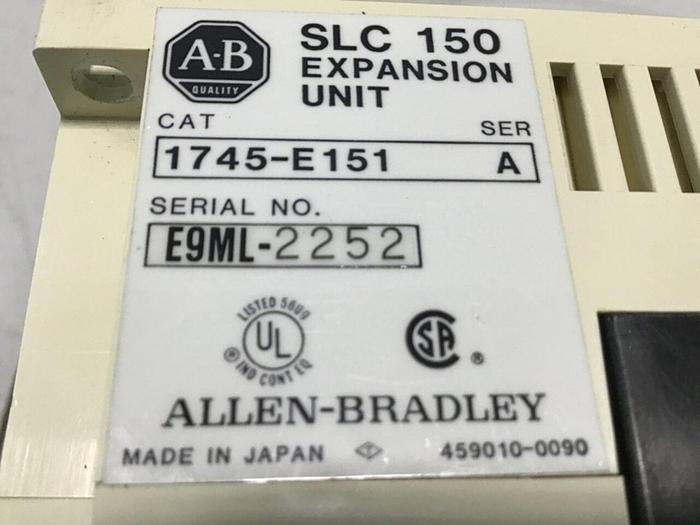 A-B
QUALITY
SLC 150
EXPANSION
UNIT
CAT SER
1745-E151 A
SERIAL NO.
E9ML-2252
LISTED 56U9
UL
®
IND CONT EQ
SA ®
ALLEN-BRADLEY
MADE IN JAPAN 459010-0090